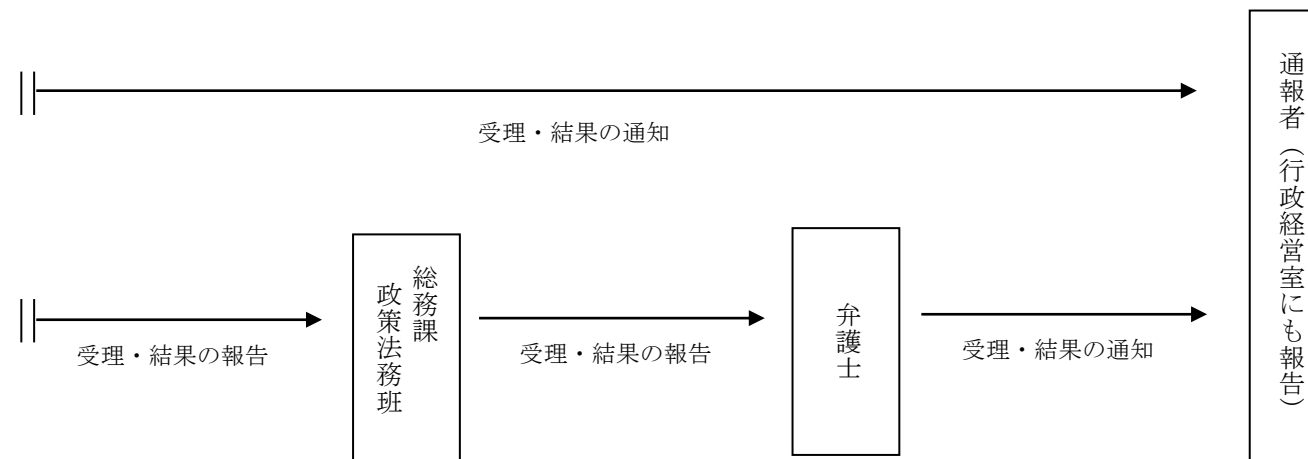 受理・結果の通知
受理・結果の報告
総務課
政策法務班
受理・結果の報告
弁護士
受理・結果の通知
通報者（行政経営室にも報告）